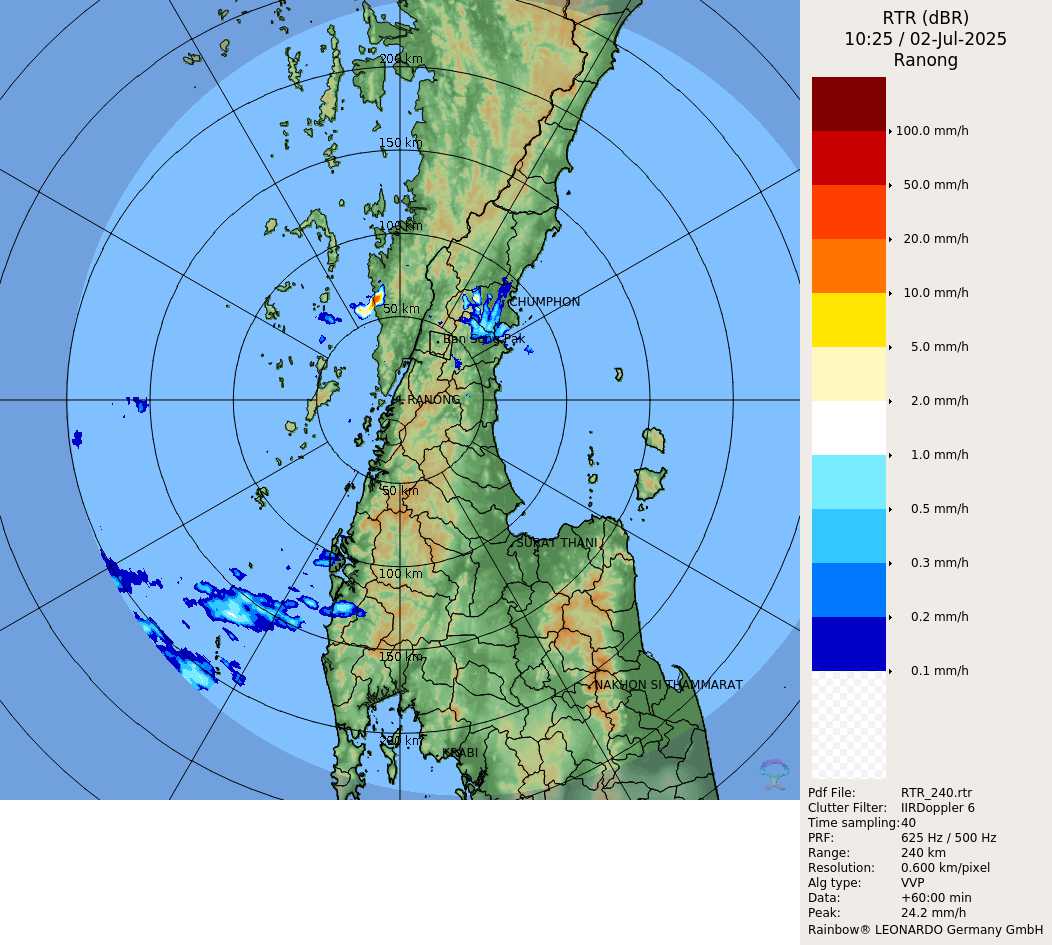 RTR (dBR)
10:25 / 02-Jul-2025
Ranong
100.0 mm/h
50.0 mm/h
20.0 mm/h
10.0 mm/h
5.0 mm/h
2.0 mm/h
1.0 mm/h
0.5 mm/h
0.3 mm/h
0.2 mm/h
0.1 mm/h
200 km
150 km
100 km
50 km
CHUMPHON
Ban Song Pak
RANONG
50 km
SURAT THANI
100 km
150 km
NAKHON SI THAMMARAT
200 km
KRABI
Pdf File: RTR_240.rtr
Clutter Filter: IIRDoppler 6
Time sampling:40
PRF: 625 Hz / 500 Hz
Range: 240 km
Resolution: 0.600 km/pixel
Alg type: VVP
Data: +60:00 min
Peak: 24.2 mm/h
Rainbow® LEONARDO Germany GmbH